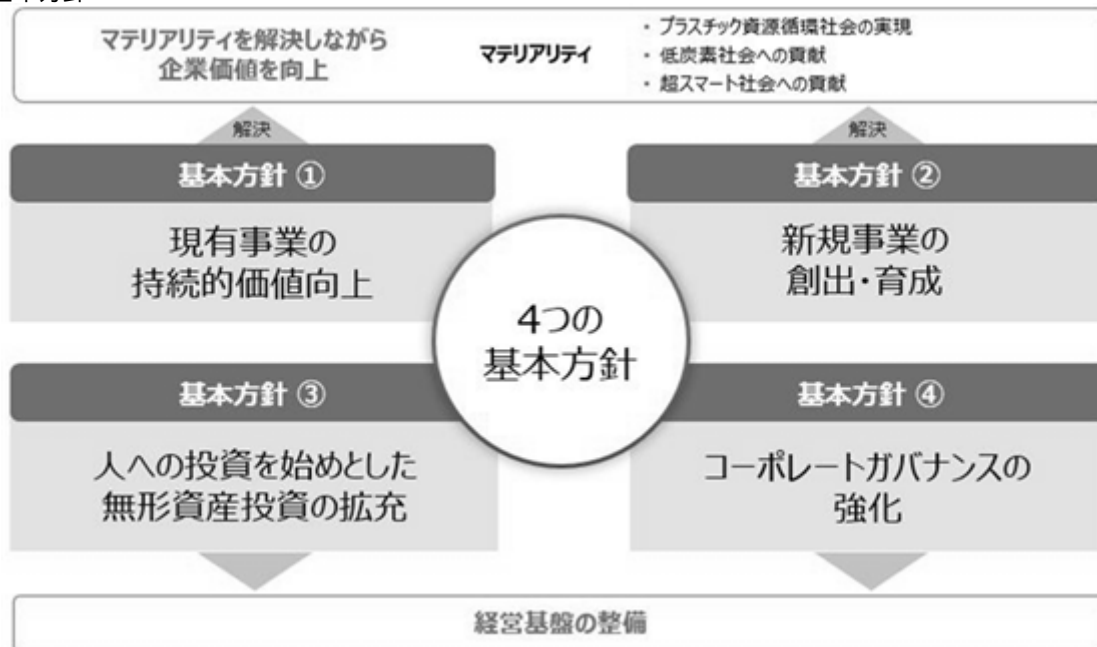 マテリアリティを解決しながら
企業価値を向上
マテリアリティ
・ プラスチック資源循環社会の実現
・ 低炭素社会への貢献
・ 超スマート社会への貢献
解決
解決
基本方針 ①
現有事業の
持続的価値向上
基本方針 ②
新規事業の
創出・育成
4つの
基本方針
基本方針 ③
人への投資を始めとした
無形資産投資の拡充
基本方針 ④
コーポレートガバナンスの
強化
経営基盤の整備